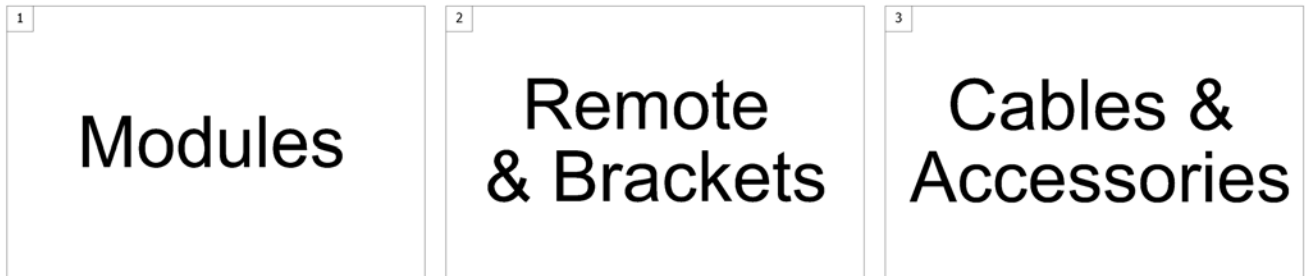 1
Modules
2
Remote
& Brackets
3
Cables &
Accessories